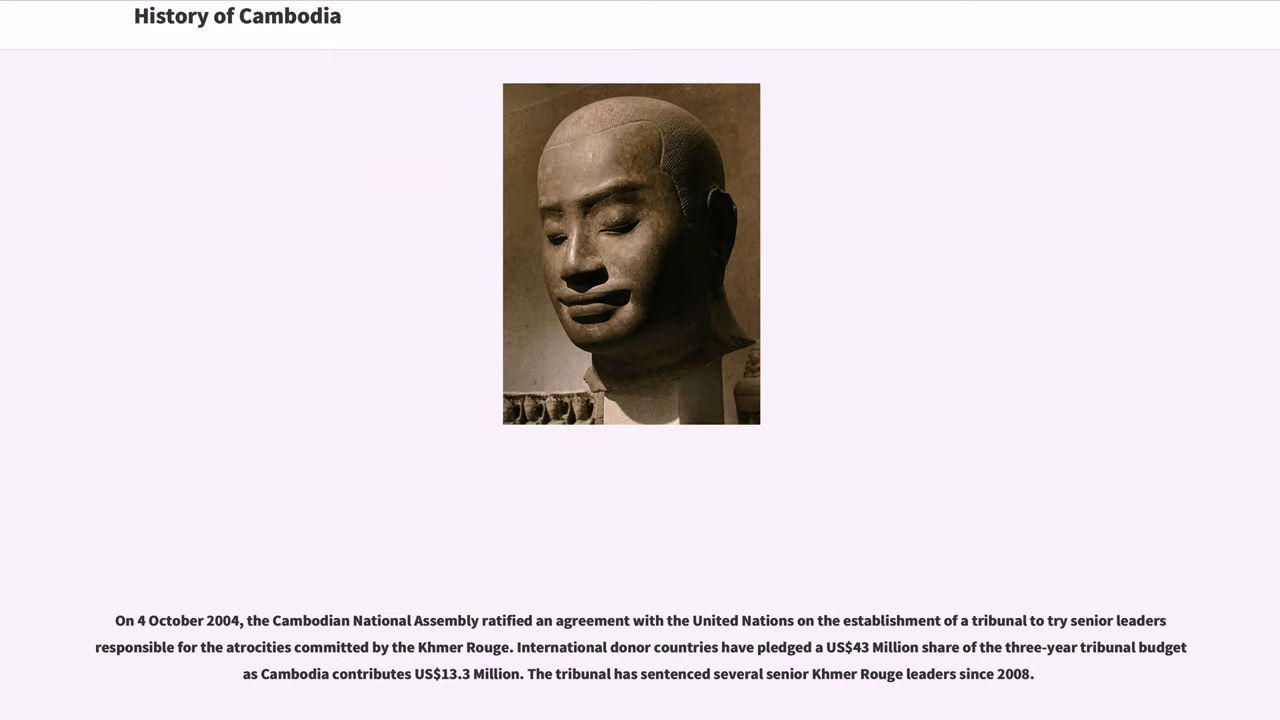 History of Cambodia
On 4 October 2004, the Cambodian National Assembly ratified an agreement with the United Nations on the establishment of a tribunal to try senior leaders
responsible for the atrocities committed by the Khmer Rouge. International donor countries have pledged a US$43 Million share of the three-year tribunal budget
as Cambodia contributes US$13.3 Million. The tribunal has sentenced several senior Khmer Rouge leaders since 2008.